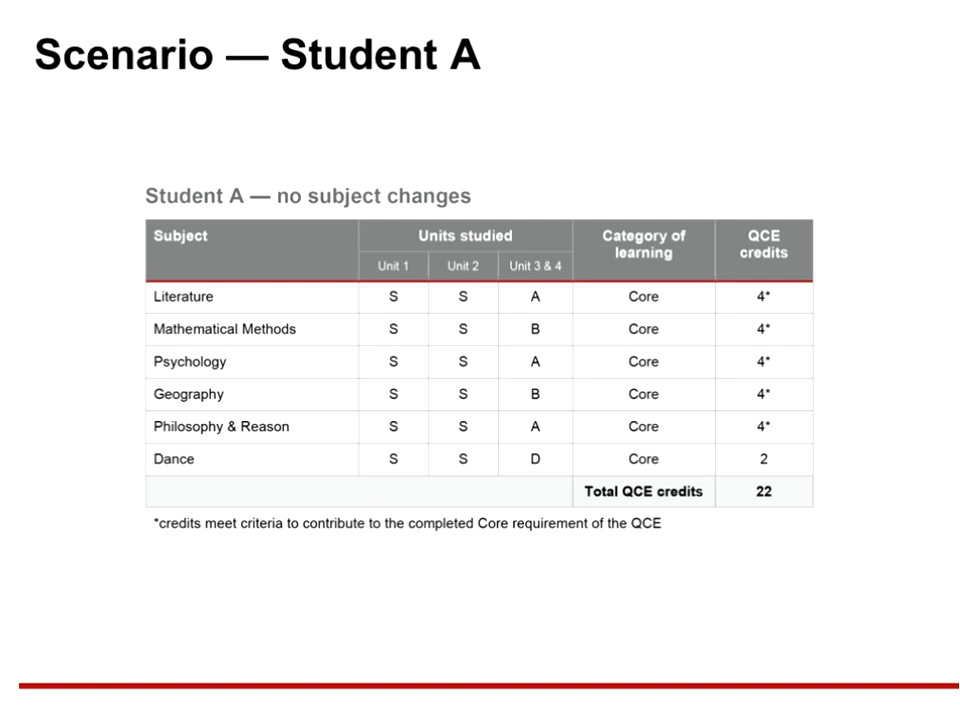 Scenario — Student A
Student A — no subject changes
Subject Units studied Category of learning QCE credits
Unit 1 Unit 2 Unit 3 & 4
Literature S S A Core 4*
Mathematical Methods S S B Core 4*
Psychology S S A Core 4*
Geography S S B Core 4*
Philosophy & Reason S S A Core 4*
Dance S S D Core 2
Total QCE credits 22
*credits meet criteria to contribute to the completed Core requirement of the QCE